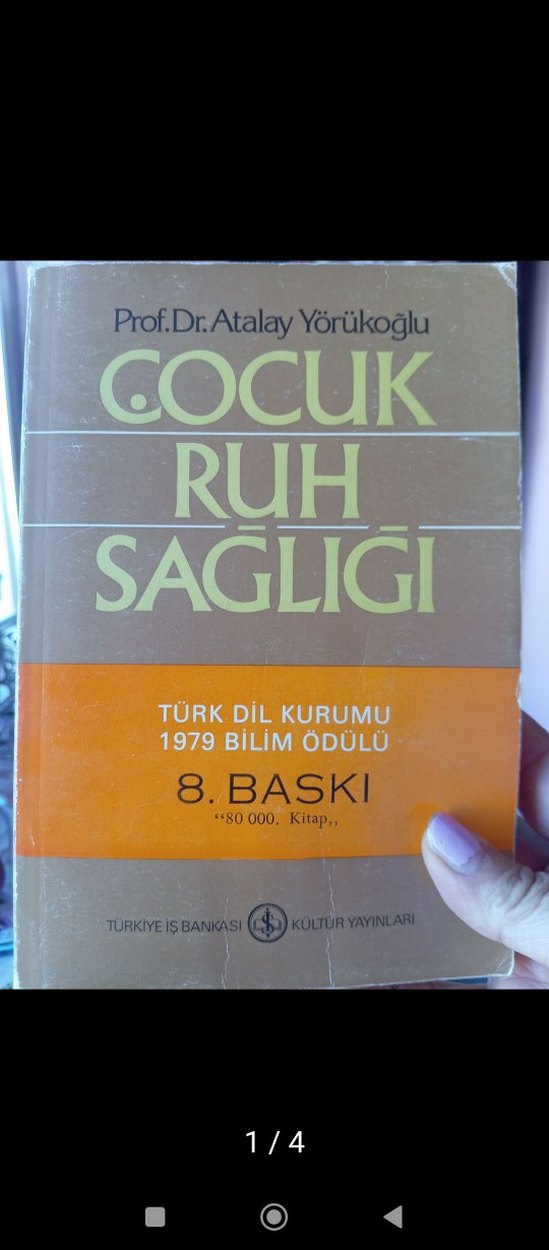 Prof.Dr.Atalay Yörükoğlu
ÇOCUK
RUH
SAĞLIĞI
TÜRK DİL KURUMU
1979 BİLİM ÖDÜLÜ
8. BASKI
“80 000. Kitap,,
TÜRKİYE İŞ BANKASI KÜLTÜR YAYINLARI
1 / 4